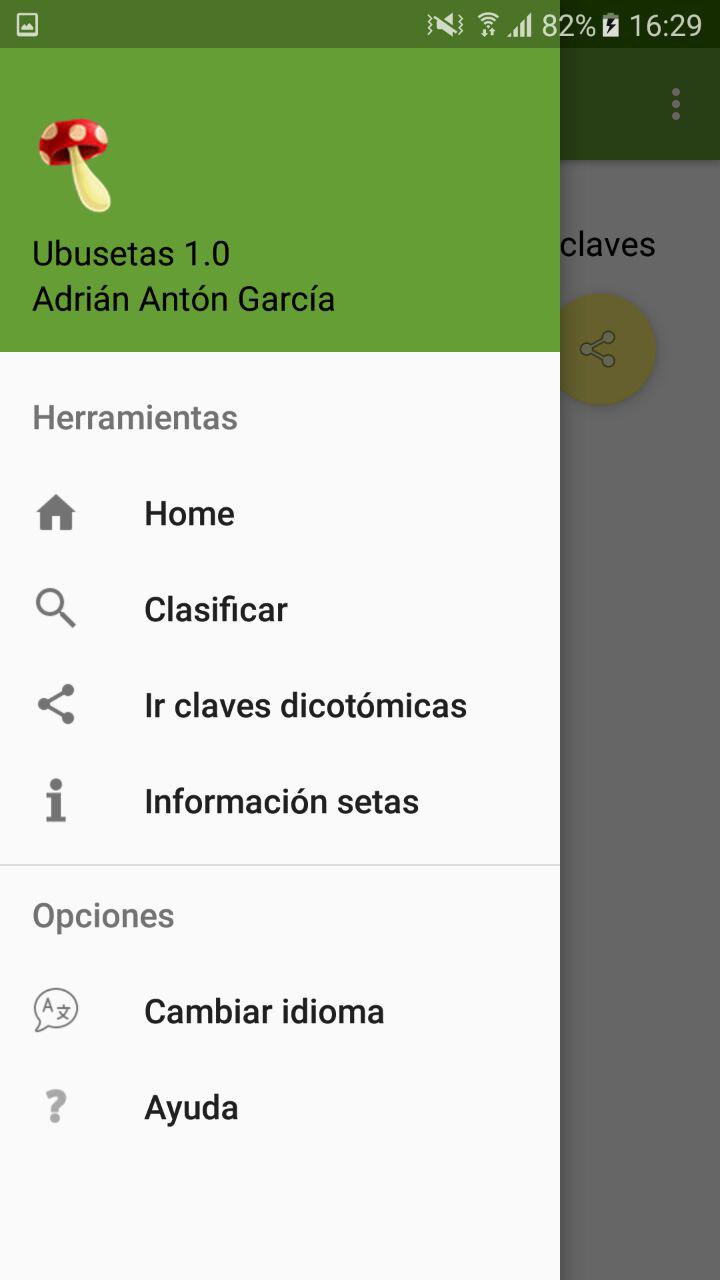 82% 16:29
Ubusetas 1.0
Adrián Antón García
claves
Herramientas
Home
Clasificar
Ir claves dicotómicas
Información setas
Opciones
Cambiar idioma
Ayuda